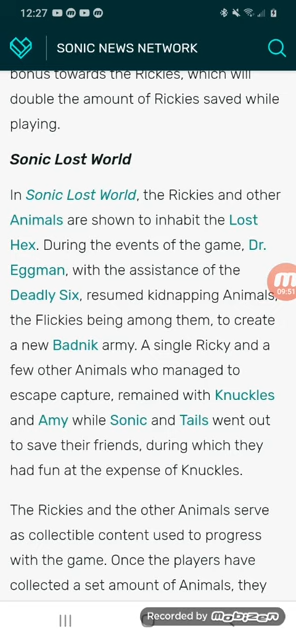 12:27
SONIC NEWS NETWORK
bonus towards the Rickies, which will
double the amount of Rickies saved while
playing.
Sonic Lost World
In Sonic Lost World, the Rickies and other
Animals are shown to inhabit the Lost
Hex. During the events of the game, Dr.
Eggman, with the assistance of the
Deadly Six, resumed kidnapping Animals,
the Flickies being among them, to create
a new Badnik army. A single Ricky and a
few other Animals who managed to
escape capture, remained with Knuckles
and Amy while Sonic and Tails went out
to save their friends, during which they
had fun at the expense of Knuckles.
The Rickies and the other Animals serve
as collectible content used to progress
with the game. Once the players have
collected a set amount of Animals, they
09:51
Recorded by Mobizen